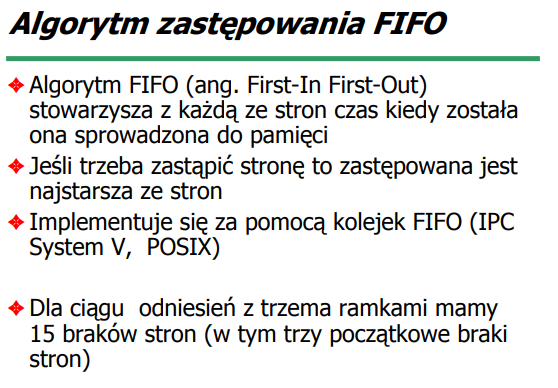 Algorytm zastępowania FIFO
Algorytm FIFO (ang. First-In First-Out)
stowarzysza z każdą ze stron czas kiedy została
ona sprowadzona do pamięci
Jeśli trzeba zastąpić stronę to zastępowana jest
najstarsza ze stron
Implementuje się za pomocą kolejek FIFO (IPC
System V, POSIX)
Dla ciągu odniesień z trzema ramkami mamy
15 braków stron (w tym trzy początkowe braki
stron)